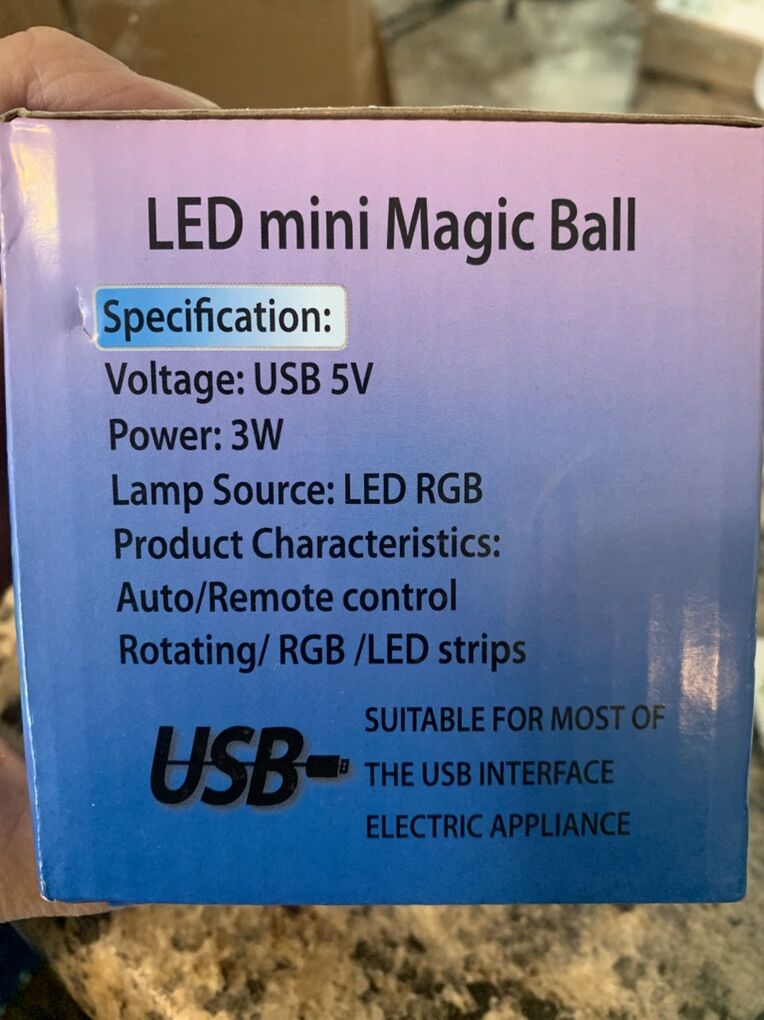 LED mini Magic Ball
Specification:
Voltage: USB 5V
Power: 3W
Lamp Source: LED RGB
Product Characteristics:
Auto/Remote control
Rotating/ RGB /LED strips
USB
SUITABLE FOR MOST OF
THE USB INTERFACE
ELECTRIC APPLIANCE